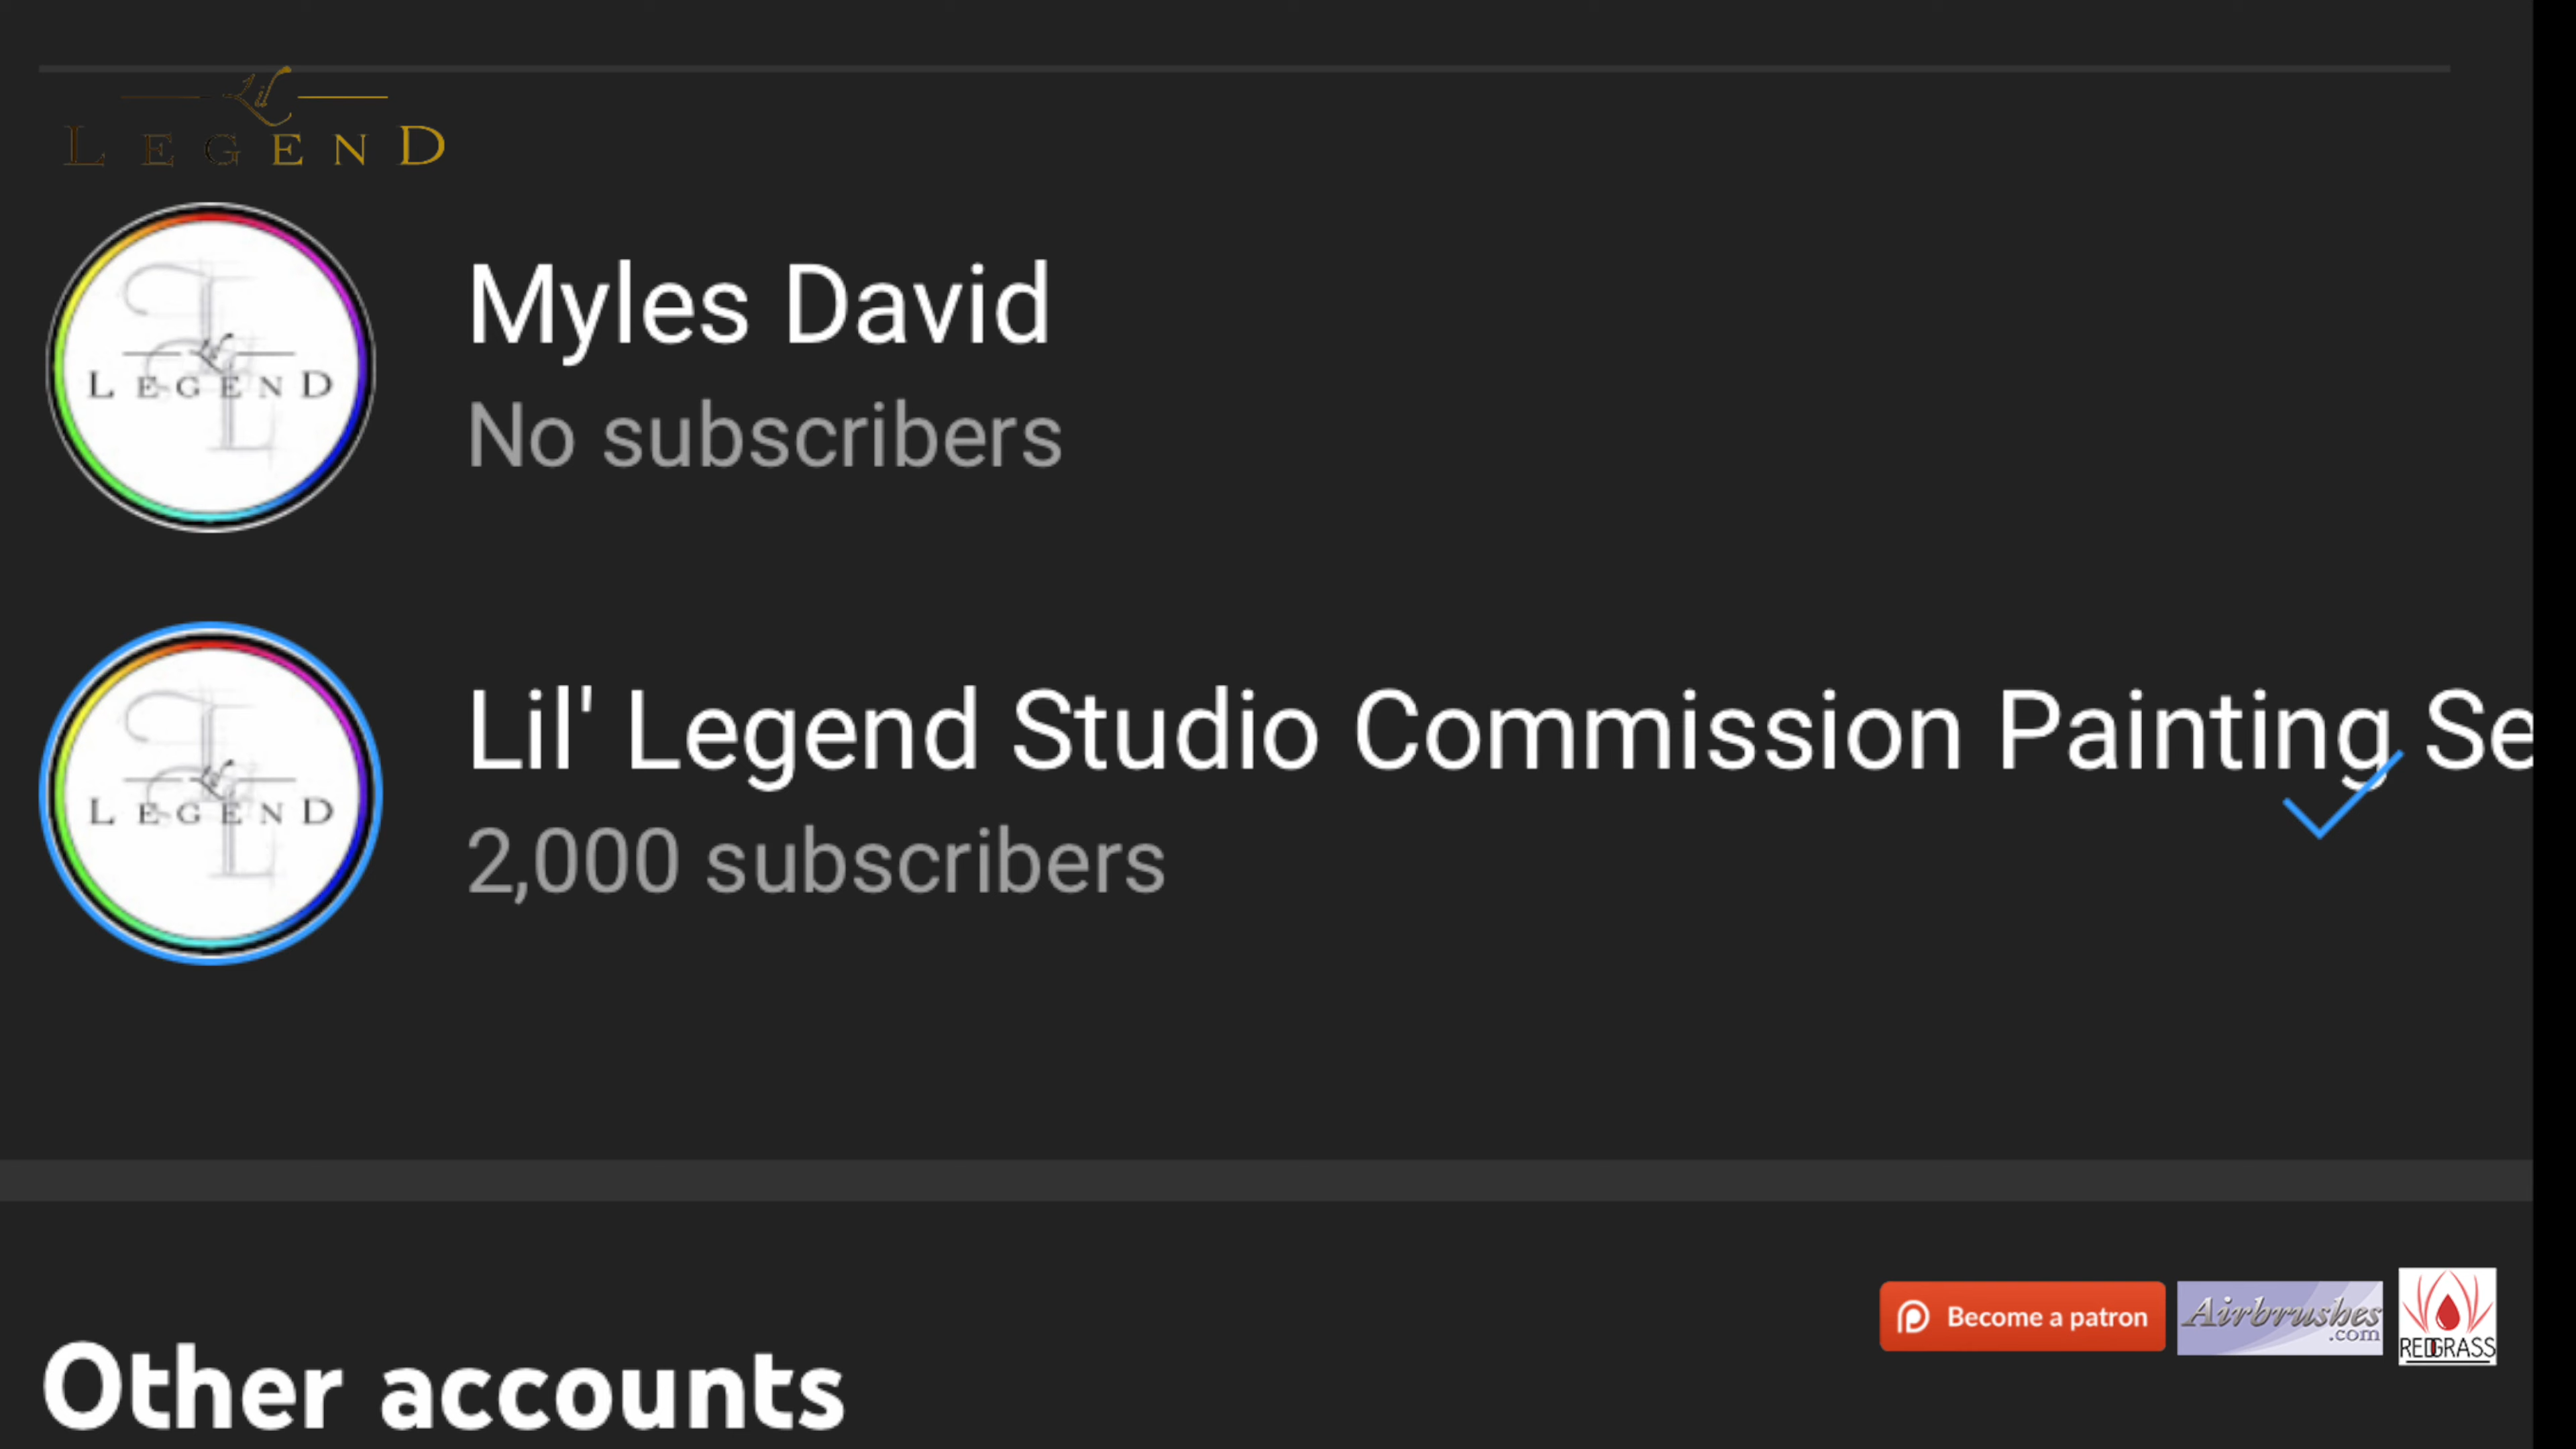 Lil'
LEGEND
Myles David
No subscribers
LEGEND
Lil' Legend Studio Commission Painting Se
2,000 subscribers
LEGEND
Become a patron
Airbrushes
.com
REDGRASS
Other accounts